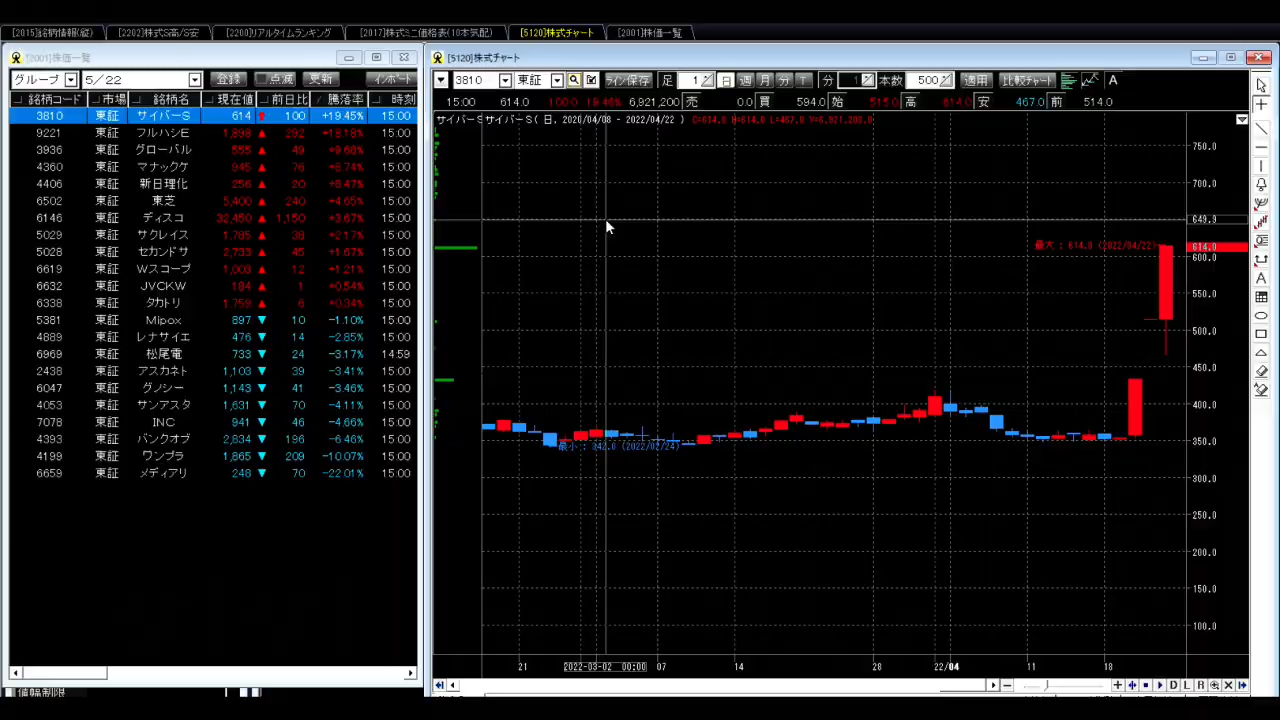 [2015]銘柄情報(縦) [2202]株式S高/S安 [2200]リアルタイムランキング [2017]株式ミニ価格表(10本気配) [5120]株式チャート [2001]株価一覧
[2001]株価一覧
グループ 5/22 登録 点滅 更新 インポート
銘柄コード 市場 銘柄名 現在値 前日比 騰落率 時刻
3810 東証 サイバーS 614 100 +19.45% 15:00
9221 東証 フルハシE 1,898 ▲ 292 +18.18% 15:00
3936 東証 グローバル 555 ▲ 49 +9.68% 15:00
4360 東証 マナックケ 945 ▲ 76 +8.74% 15:00
4406 東証 新日理化 256 ▲ 20 +8.47% 15:00
6502 東証 東芝 5,400 ▲ 240 +4.65% 15:00
6146 東証 ディスコ 32,450 ▲ 1,150 +3.67% 15:00
5029 東証 サクレイス 1,785 ▲ 38 +2.17% 15:00
5028 東証 セカンドサ 2,733 ▲ 45 +1.67% 15:00
6619 東証 Wスコープ 1,003 ▲ 12 +1.21% 15:00
6632 東証 JVCKW 184 ▲ 1 +0.54% 15:00
6338 東証 タカトリ 1,759 ▲ 6 +0.34% 15:00
5381 東証 Mipox 897 ▼ 10 -1.10% 15:00
4889 東証 レナサイエ 476 ▼ 14 -2.85% 15:00
6969 東証 松尾電 733 ▼ 24 -3.17% 14:59
2438 東証 アスカネト 1,103 ▼ 39 -3.41% 15:00
6047 東証 グノシー 1,143 ▼ 41 -3.46% 15:00
4053 東証 サンアスタ 1,631 ▼ 70 -4.11% 15:00
7078 東証 INC 941 ▼ 46 -4.66% 15:00
4393 東証 バンクオブ 2,834 ▼ 196 -6.46% 15:00
4199 東証 ワンプラ 1,865 ▼ 209 -10.07% 15:00
6659 東証 メディアリ 248 ▼ 70 -22.01% 15:00
値幅制限
[5120]株式チャート
3810 東証 ライン保存 足 1 日 週 月 分 T 分 1 本数 500 適用 比較チャート A
15:00 614.0 100.0 19.46% 6,921,200 売 0.0 買 594.0 始 515.0 高 614.0 安 467.0 前 514.0
サイバーS サイバーS( 日, 2020/04/08 - 2022/04/22 ) C=614.0 H=614.0 L=467.0 V=6,921,200.0
750.0
700.0
649.9
最大 : 614.0 (2022/04/22) 614.0
600.0
550.0
500.0
450.0
400.0
350.0
最小 : 342.0 (2022/02/24)
300.0
250.0
200.0
150.0
100.0
21 2022-03-02 00:00 07 14 28 22/04 11 18
D L R
A